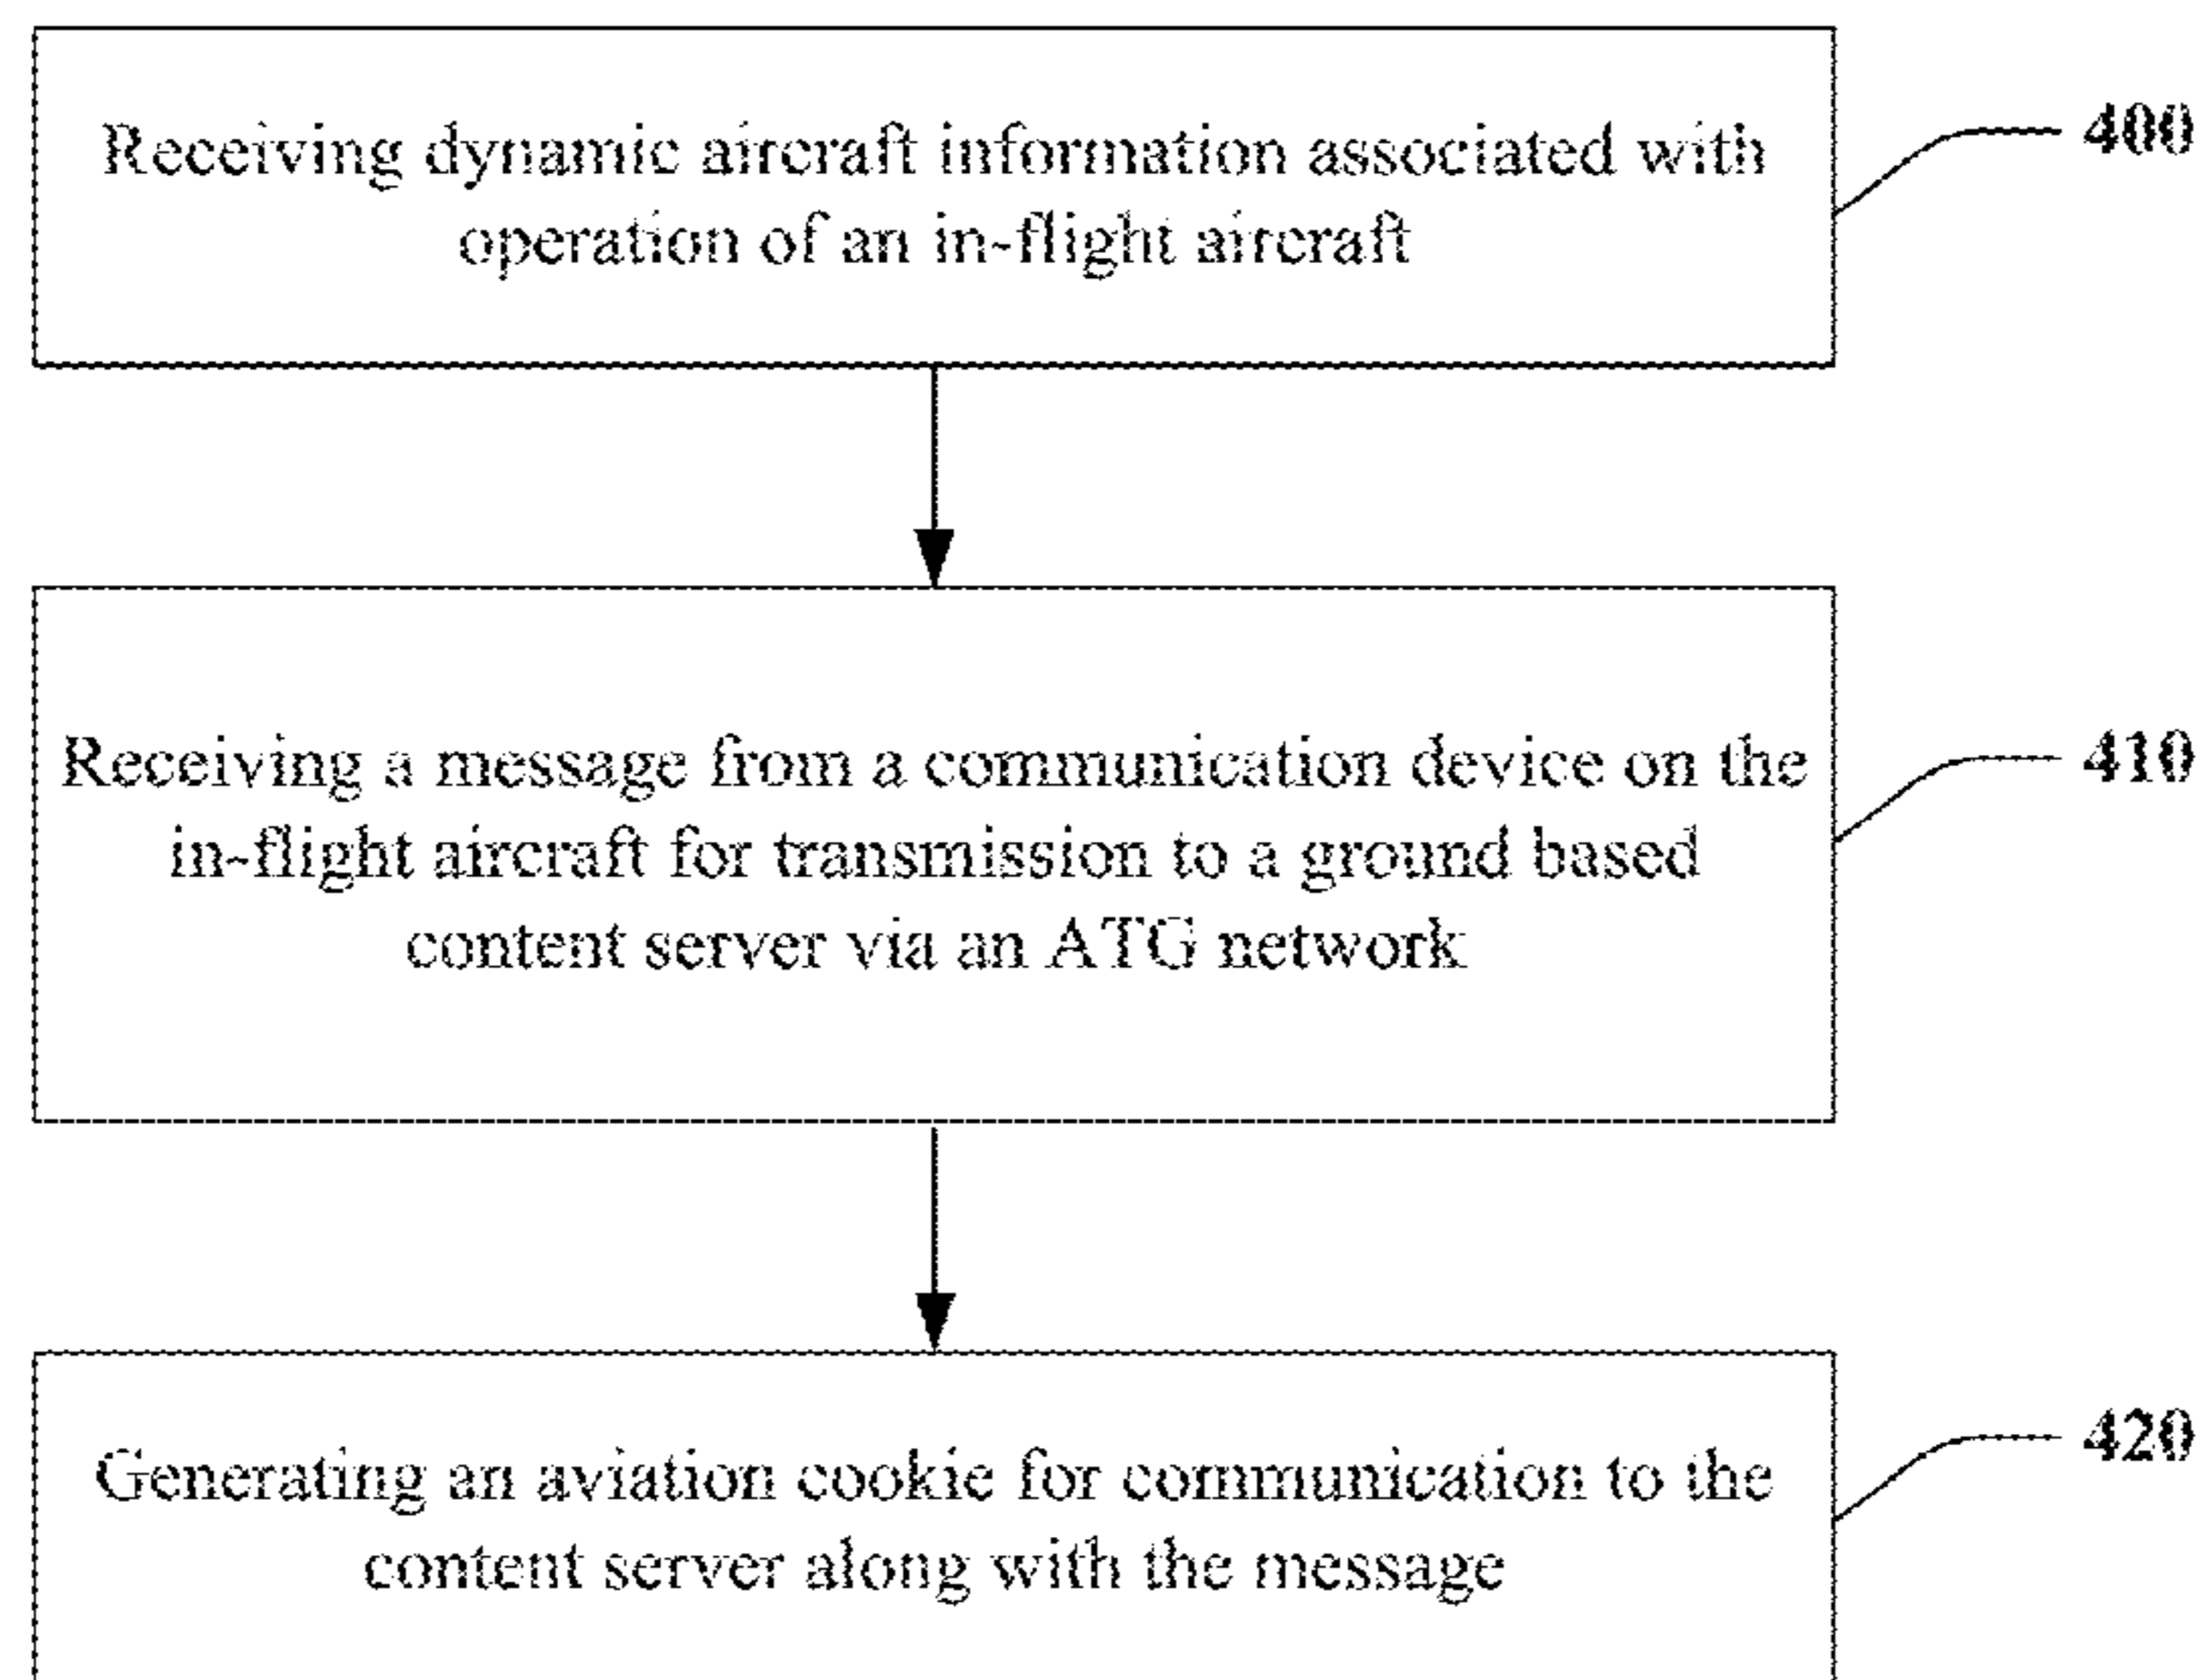 Receiving dynamic aircraft information associated with
operation of an in-flight aircraft
400
Receiving a message from a communication device on the
in-flight aircraft for transmission to a ground based
content server via an ATG network
410
Generating an aviation cookie for communication to the
content server along with the message
420